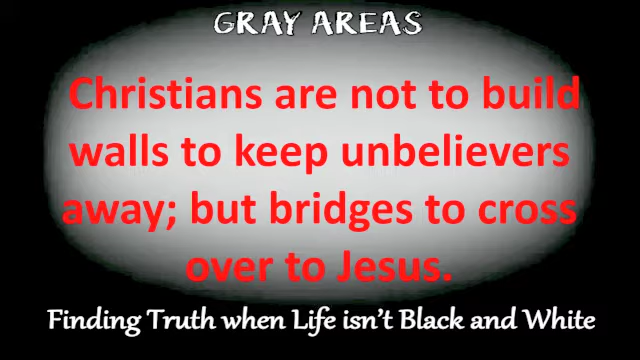 GRAY AREAS
Christians are not to build
walls to keep unbelievers
away; but bridges to cross
over to Jesus.
Finding Truth when Life isn't Black and White